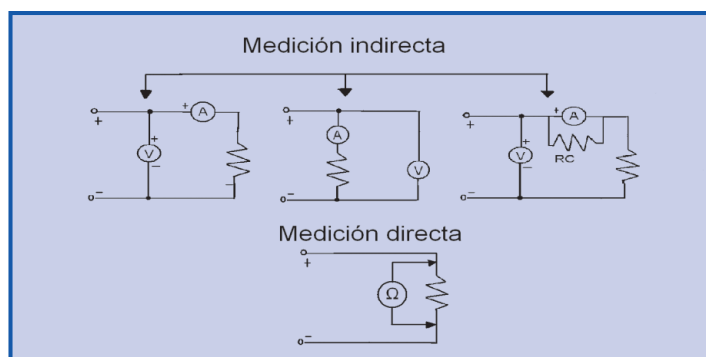 Medición indirecta
+ A
+
V
+
−
−
−
+
A
V
−
+ A
+
RC
V
+
−
−
Medición directa
+
Ω
−